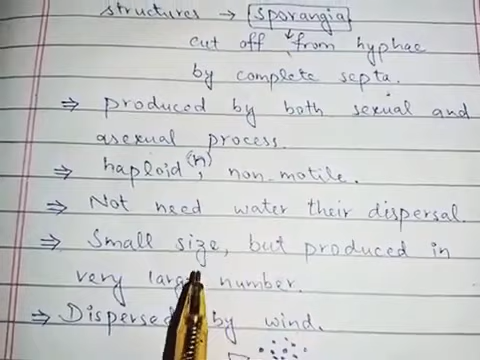 structures → sporangia
cut off from hyphae
by complete septa.
⇒ produced by both sexual and
asexual process.
⇒ haploid (n), non-motile.
⇒ Not need water their dispersal.
⇒ Small size, but produced in
very large number.
⇒ Dispersed by wind.